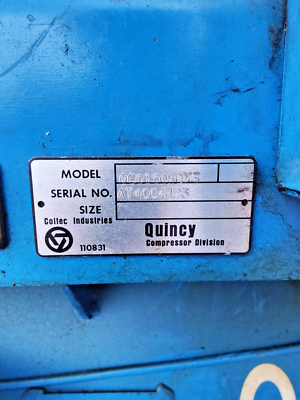 MODEL
SERIAL NO.
SIZE
Coltec Industries
Quincy
Compressor Division
110831